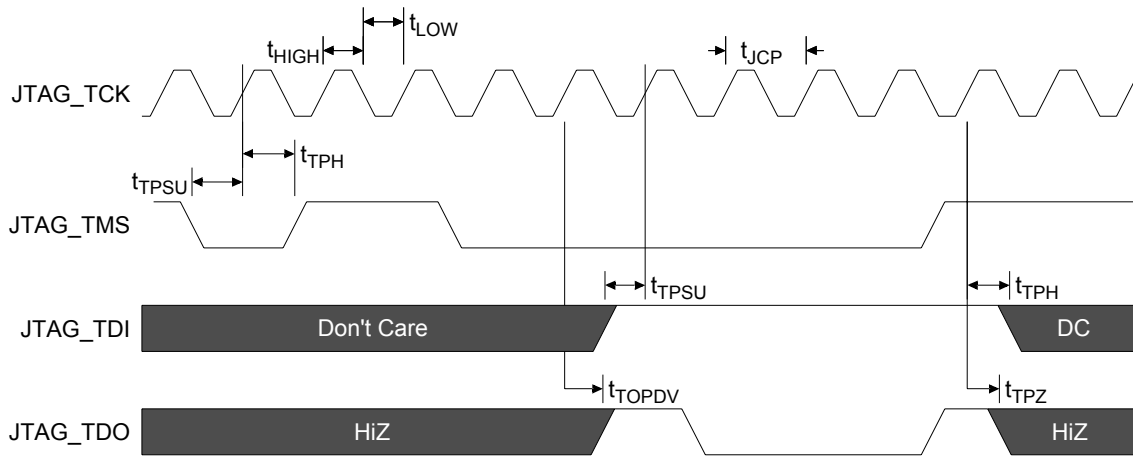 tLOW
tHIGH
tJCP
JTAG_TCK
tTPH
tTPSU
JTAG_TMS
tTPSU
tTPH
JTAG_TDI
Don't Care
DC
tTOPDV
tTPZ
JTAG_TDO
HiZ
HiZ